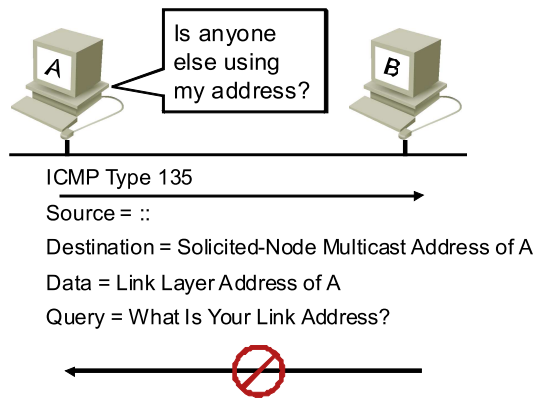 A
Is anyone
else using
my address?
B
ICMP Type 135
Source = ::
Destination = Solicited-Node Multicast Address of A
Data = Link Layer Address of A
Query = What Is Your Link Address?